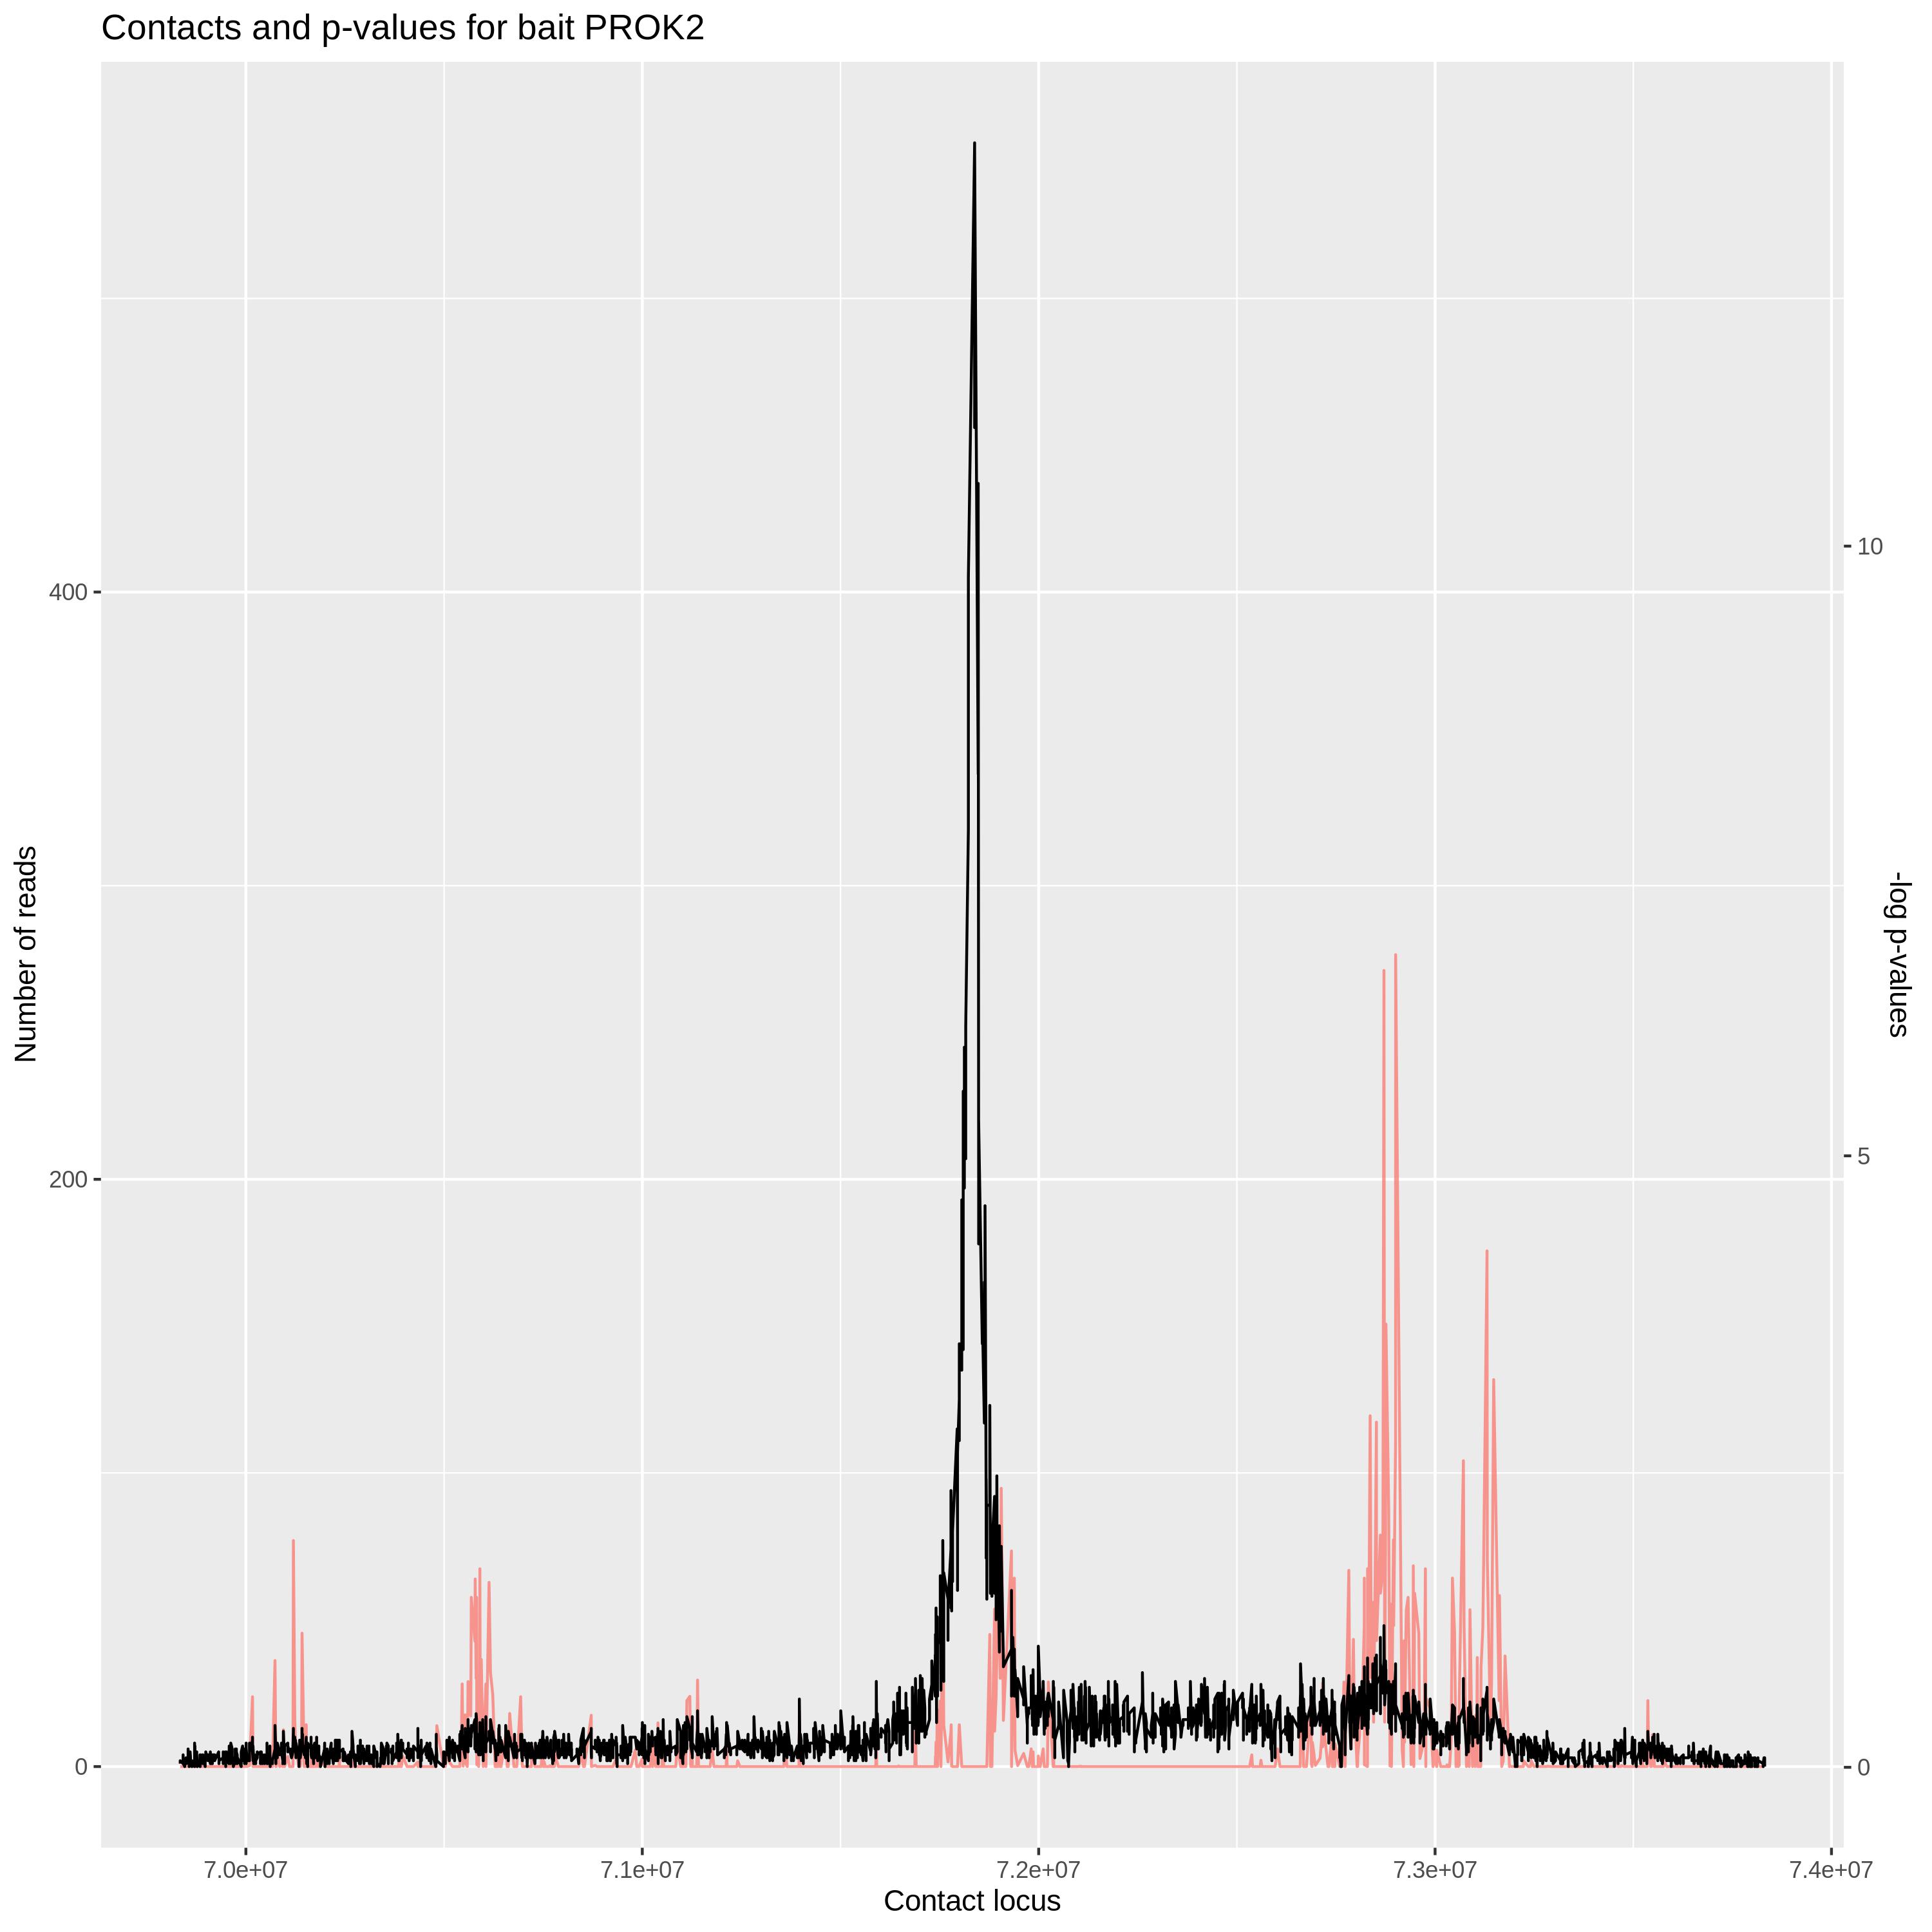 Contacts and p-values for bait PROK2
Number of reads
400
200
0
10
5
0
-log p-values
7.0e+07
7.1e+07
7.2e+07
7.3e+07
7.4e+07
Contact locus